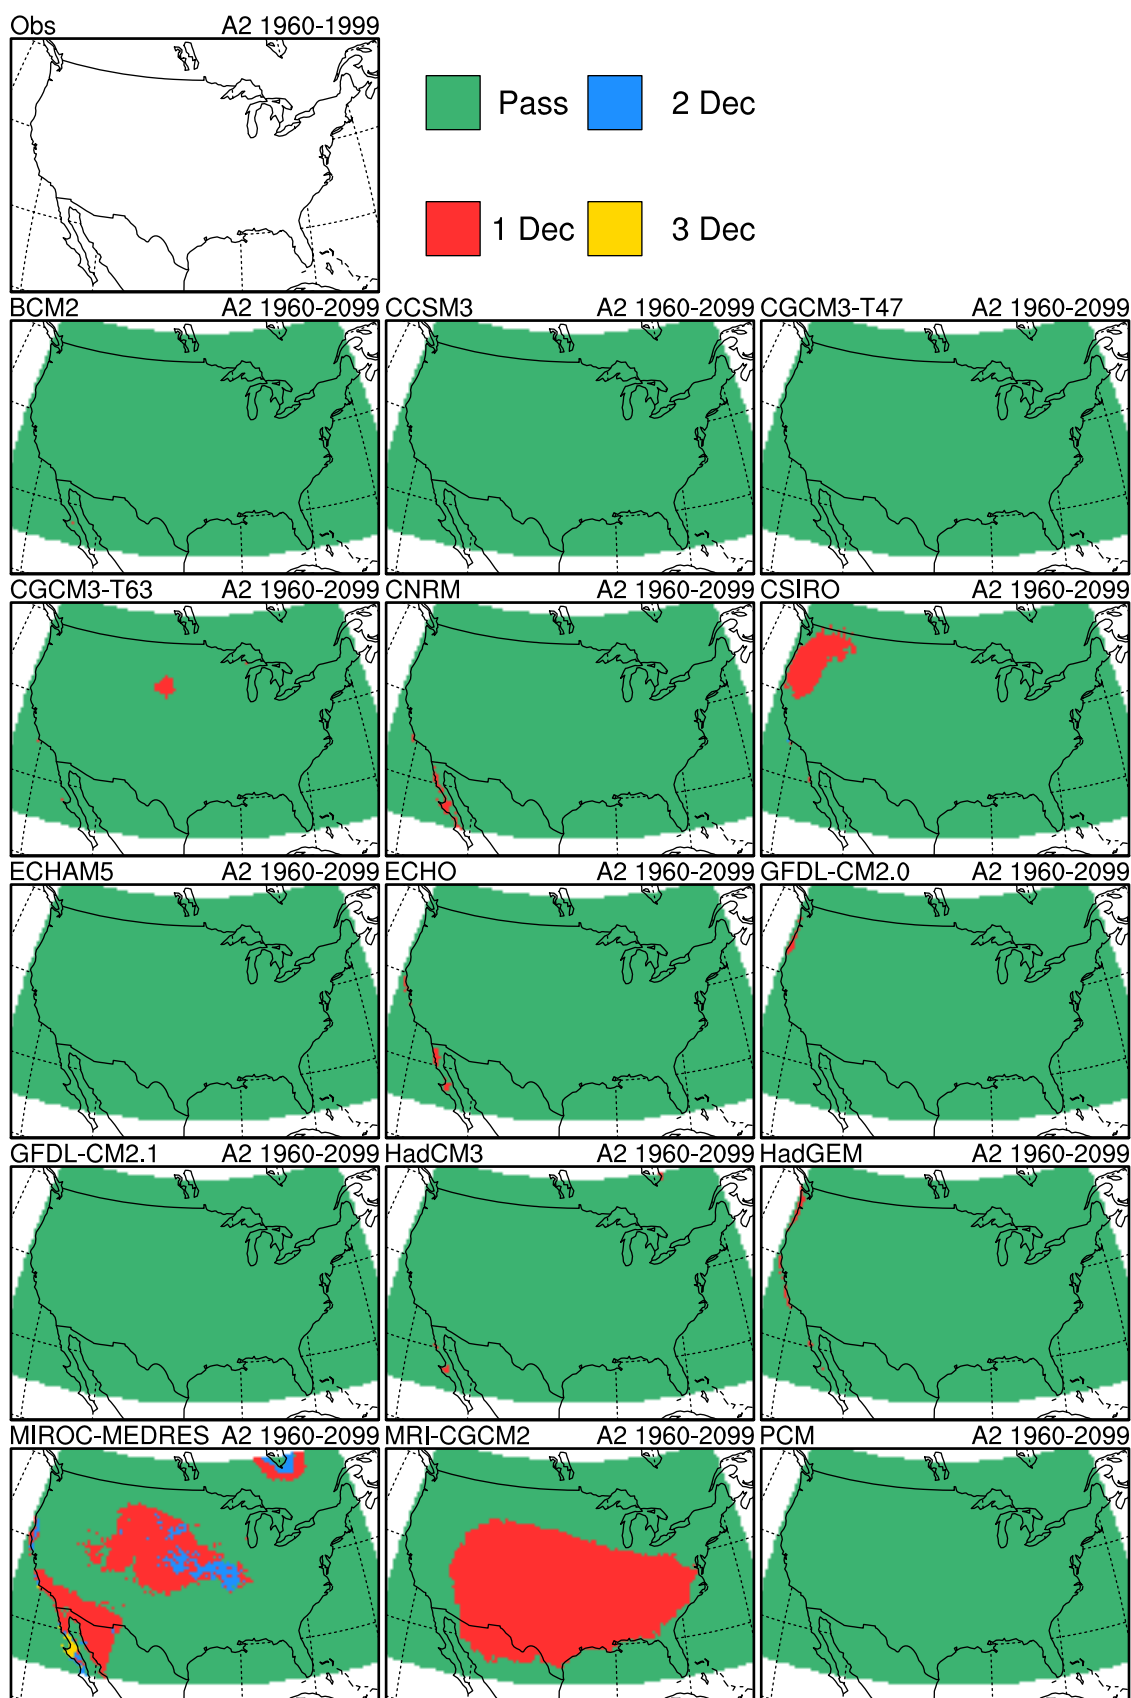 Obs A2 1960-1999
Pass 2 Dec
1 Dec 3 Dec
BCM2 A2 1960-2099 CCSM3 A2 1960-2099 CGCM3-T47 A2 1960-2099
CGCM3-T63 A2 1960-2099 CNRM A2 1960-2099 CSIRO A2 1960-2099
ECHAM5 A2 1960-2099 ECHO A2 1960-2099 GFDL-CM2.0 A2 1960-2099
GFDL-CM2.1 A2 1960-2099 HadCM3 A2 1960-2099 HadGEM A2 1960-2099
MIROC-MEDRES A2 1960-2099 MRI-CGCM2 A2 1960-2099 PCM A2 1960-2099